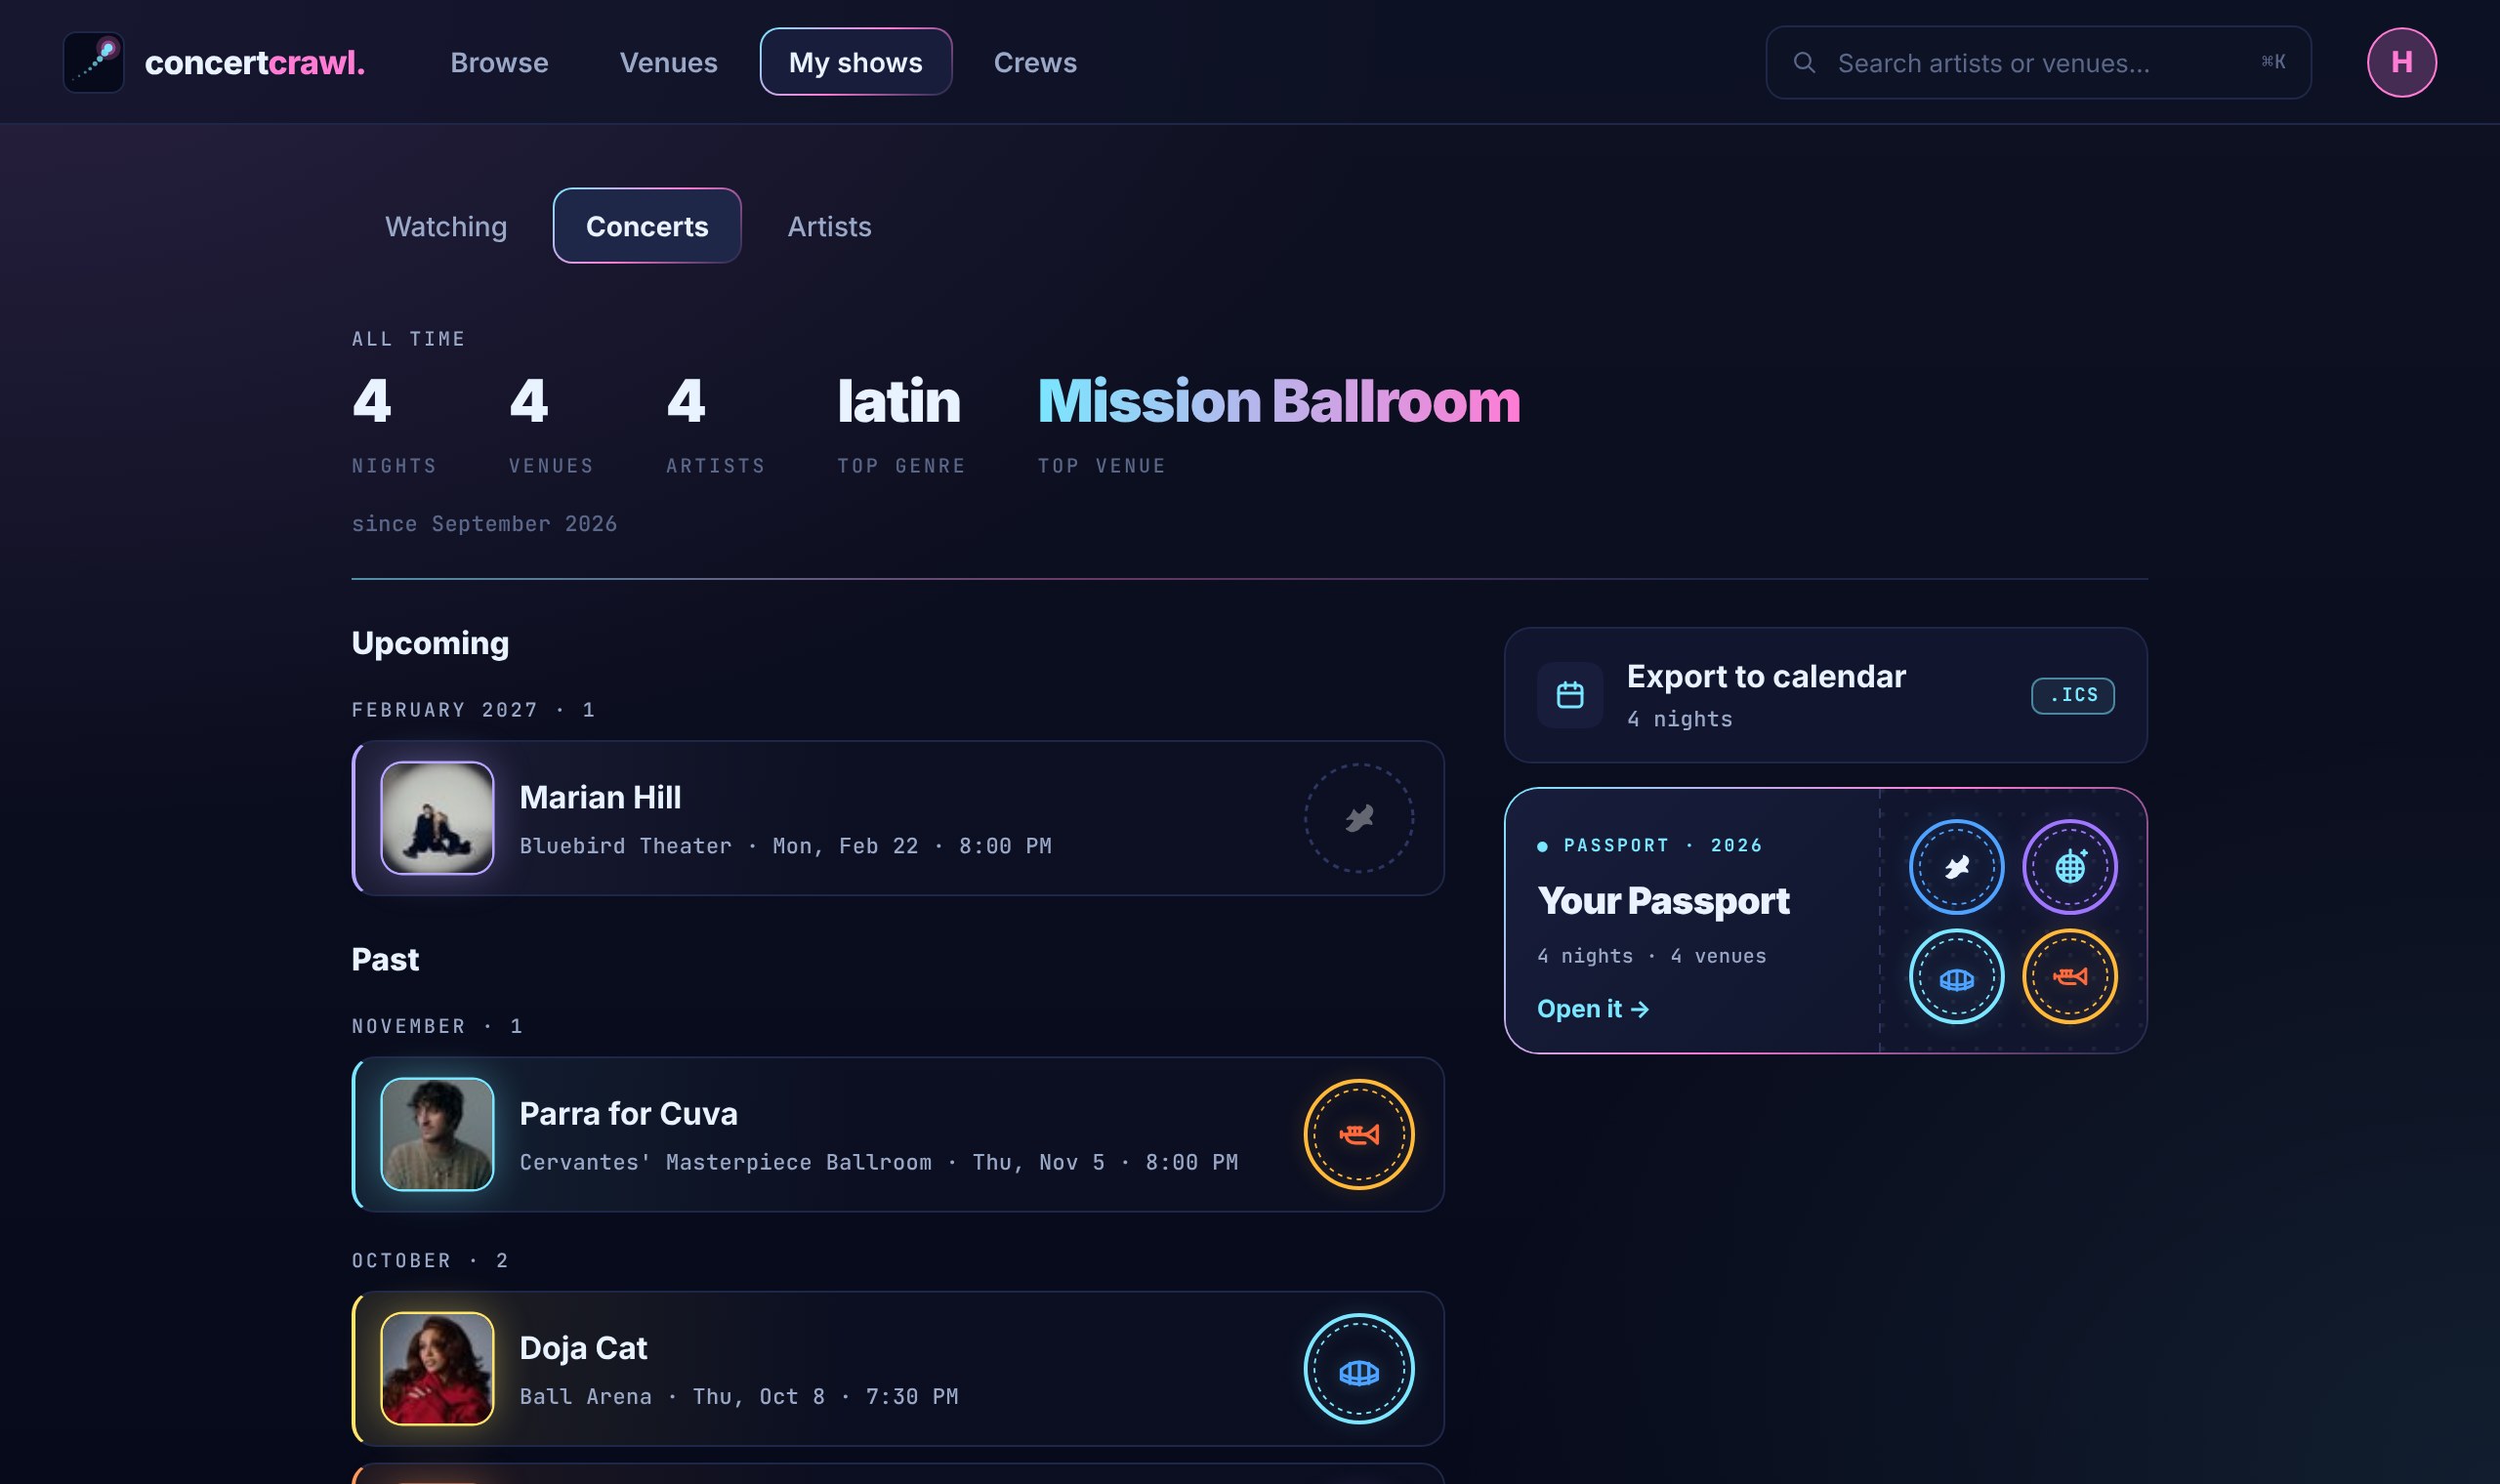 concertcrawl.
Browse
Venues
My shows
Crews
Search artists or venues...
⌘K
H
Watching
Concerts
Artists
ALL TIME
4
NIGHTS
4
VENUES
4
ARTISTS
latin
TOP GENRE
Mission Ballroom
TOP VENUE
since September 2026
Upcoming
FEBRUARY 2027 · 1
Marian Hill
Bluebird Theater · Mon, Feb 22 · 8:00 PM
Past
NOVEMBER · 1
Parra for Cuva
Cervantes' Masterpiece Ballroom · Thu, Nov 5 · 8:00 PM
OCTOBER · 2
Doja Cat
Ball Arena · Thu, Oct 8 · 7:30 PM
Export to calendar
4 nights
.ICS
PASSPORT · 2026
Your Passport
4 nights · 4 venues
Open it →